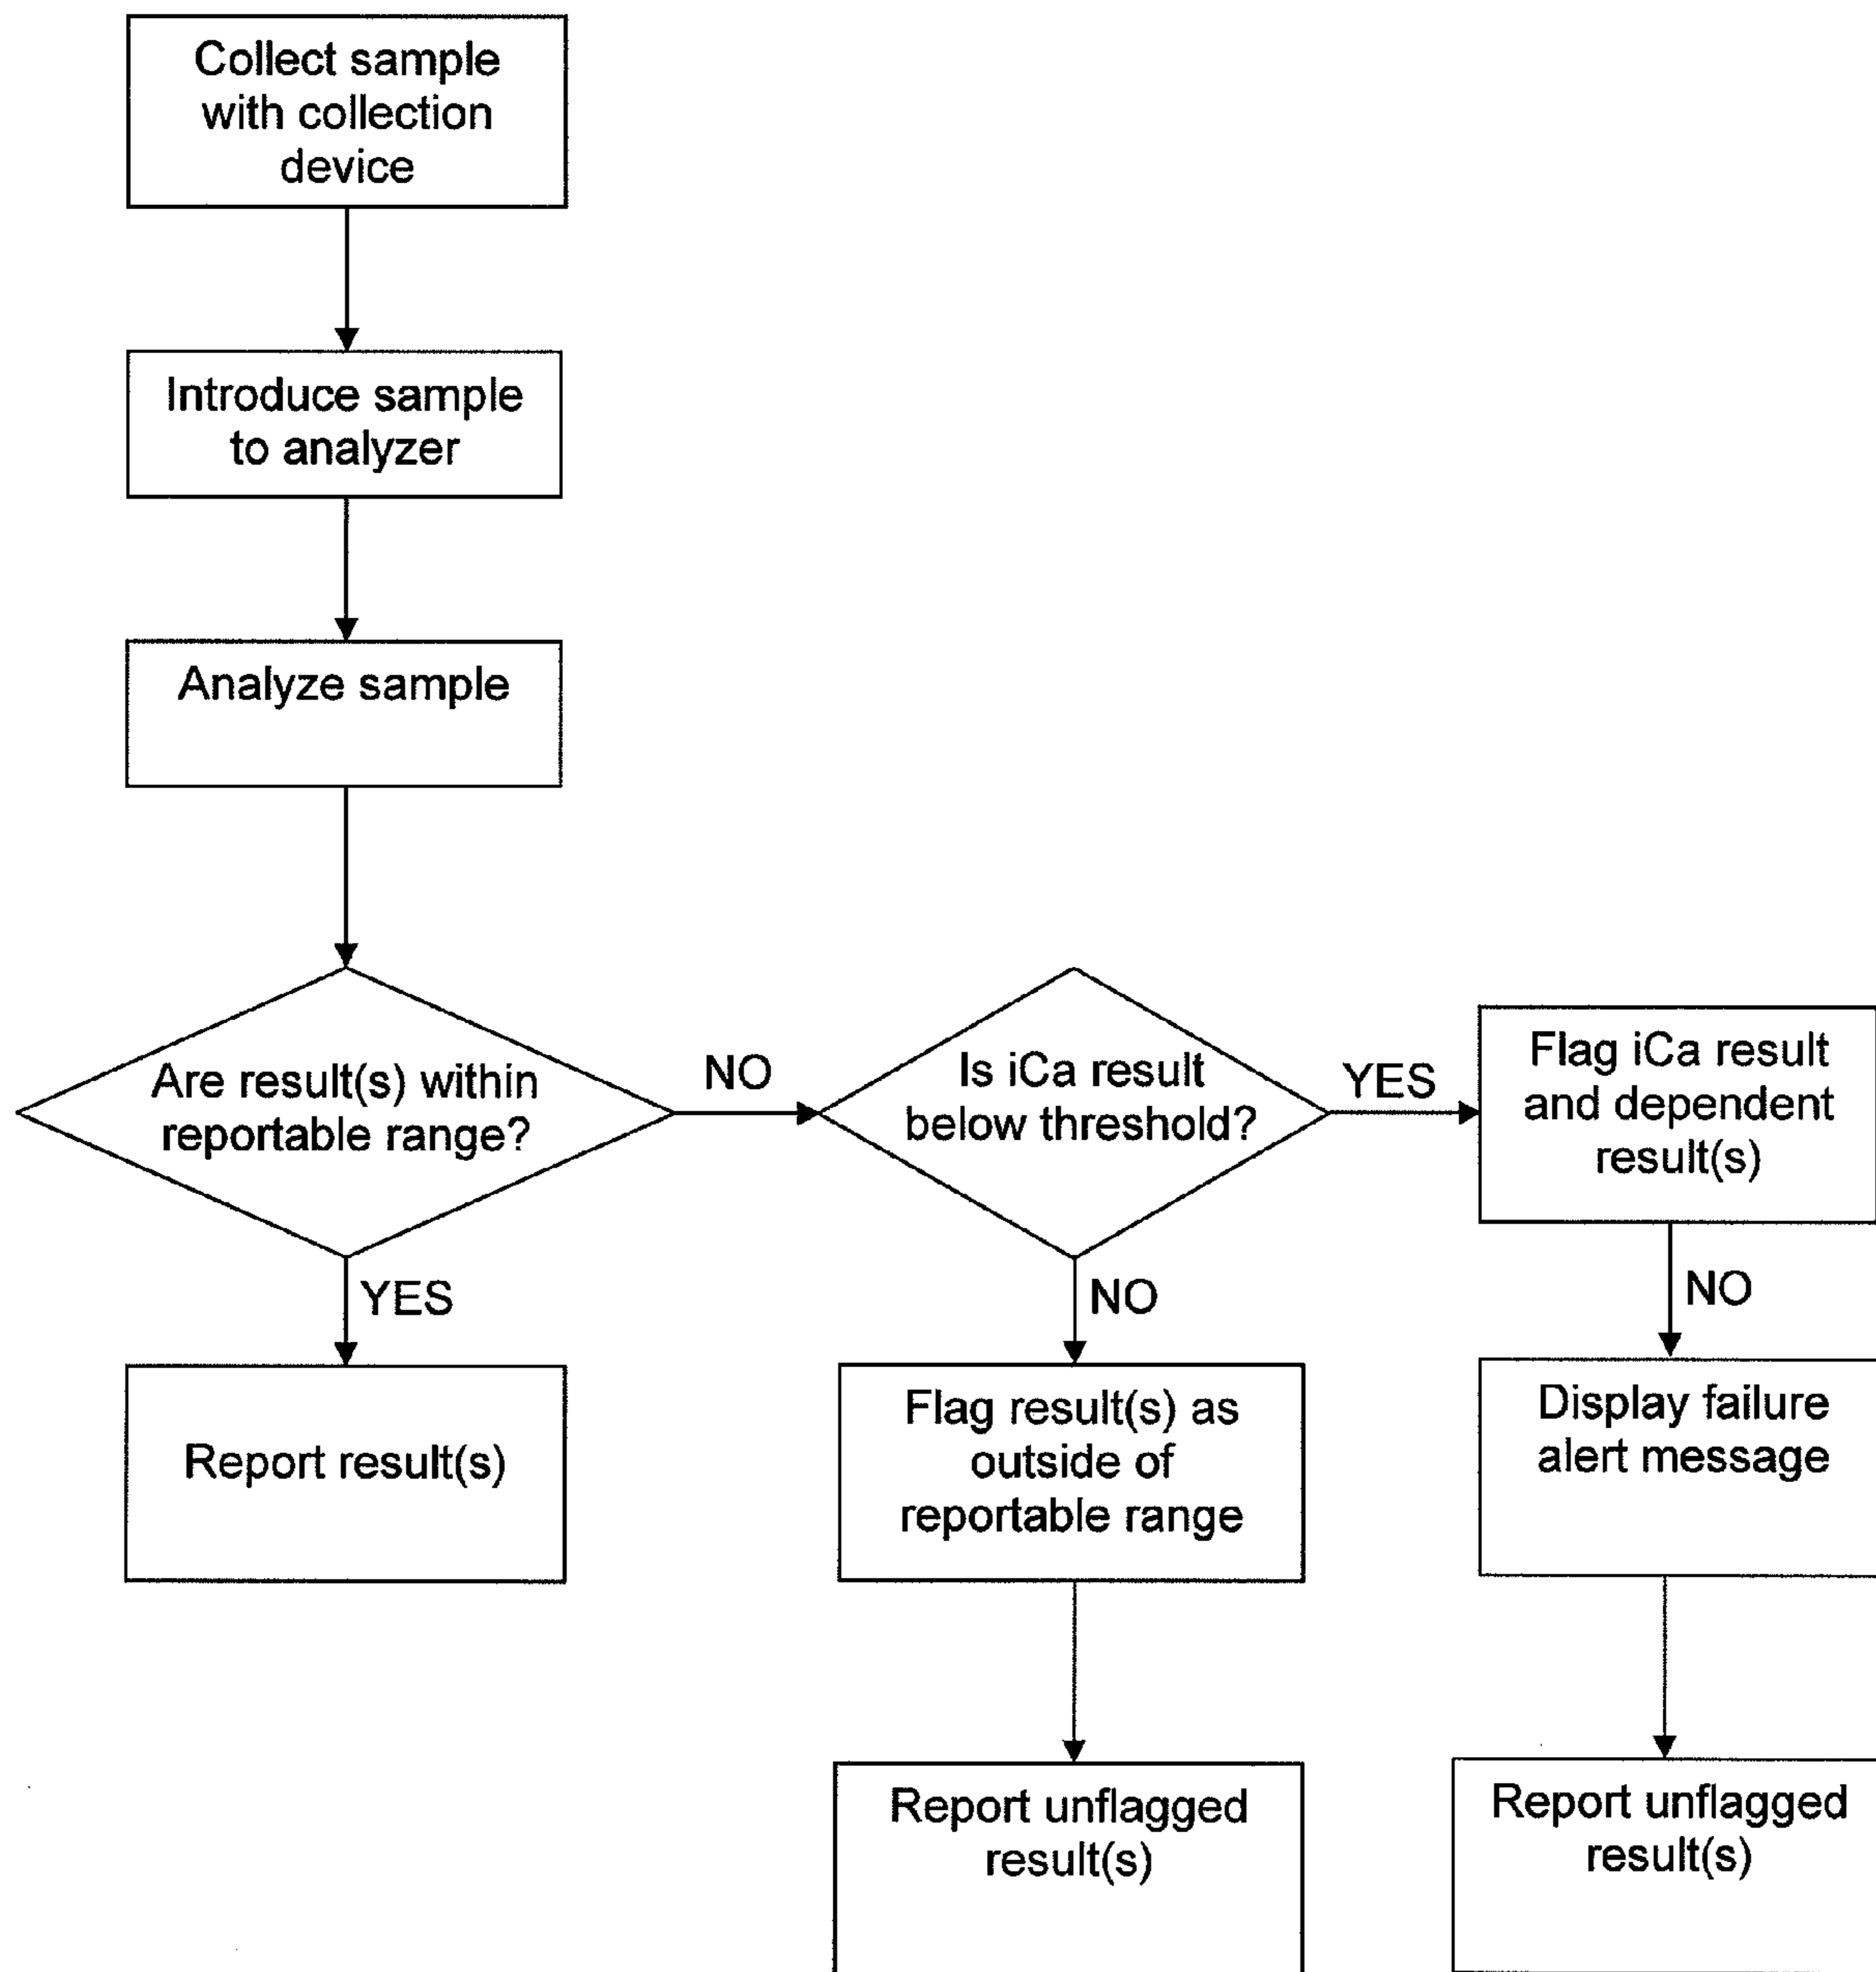 Collect sample
with collection
device
Introduce sample
to analyzer
Analyze sample
Are result(s) within
reportable range?
NO
Is iCa result
below threshold?
YES
Flag iCa result
and dependent
result(s)
YES
NO
NO
Report result(s)
Flag result(s) as
outside of
reportable range
Display failure
alert message
Report unflagged
result(s)
Report unflagged
result(s)